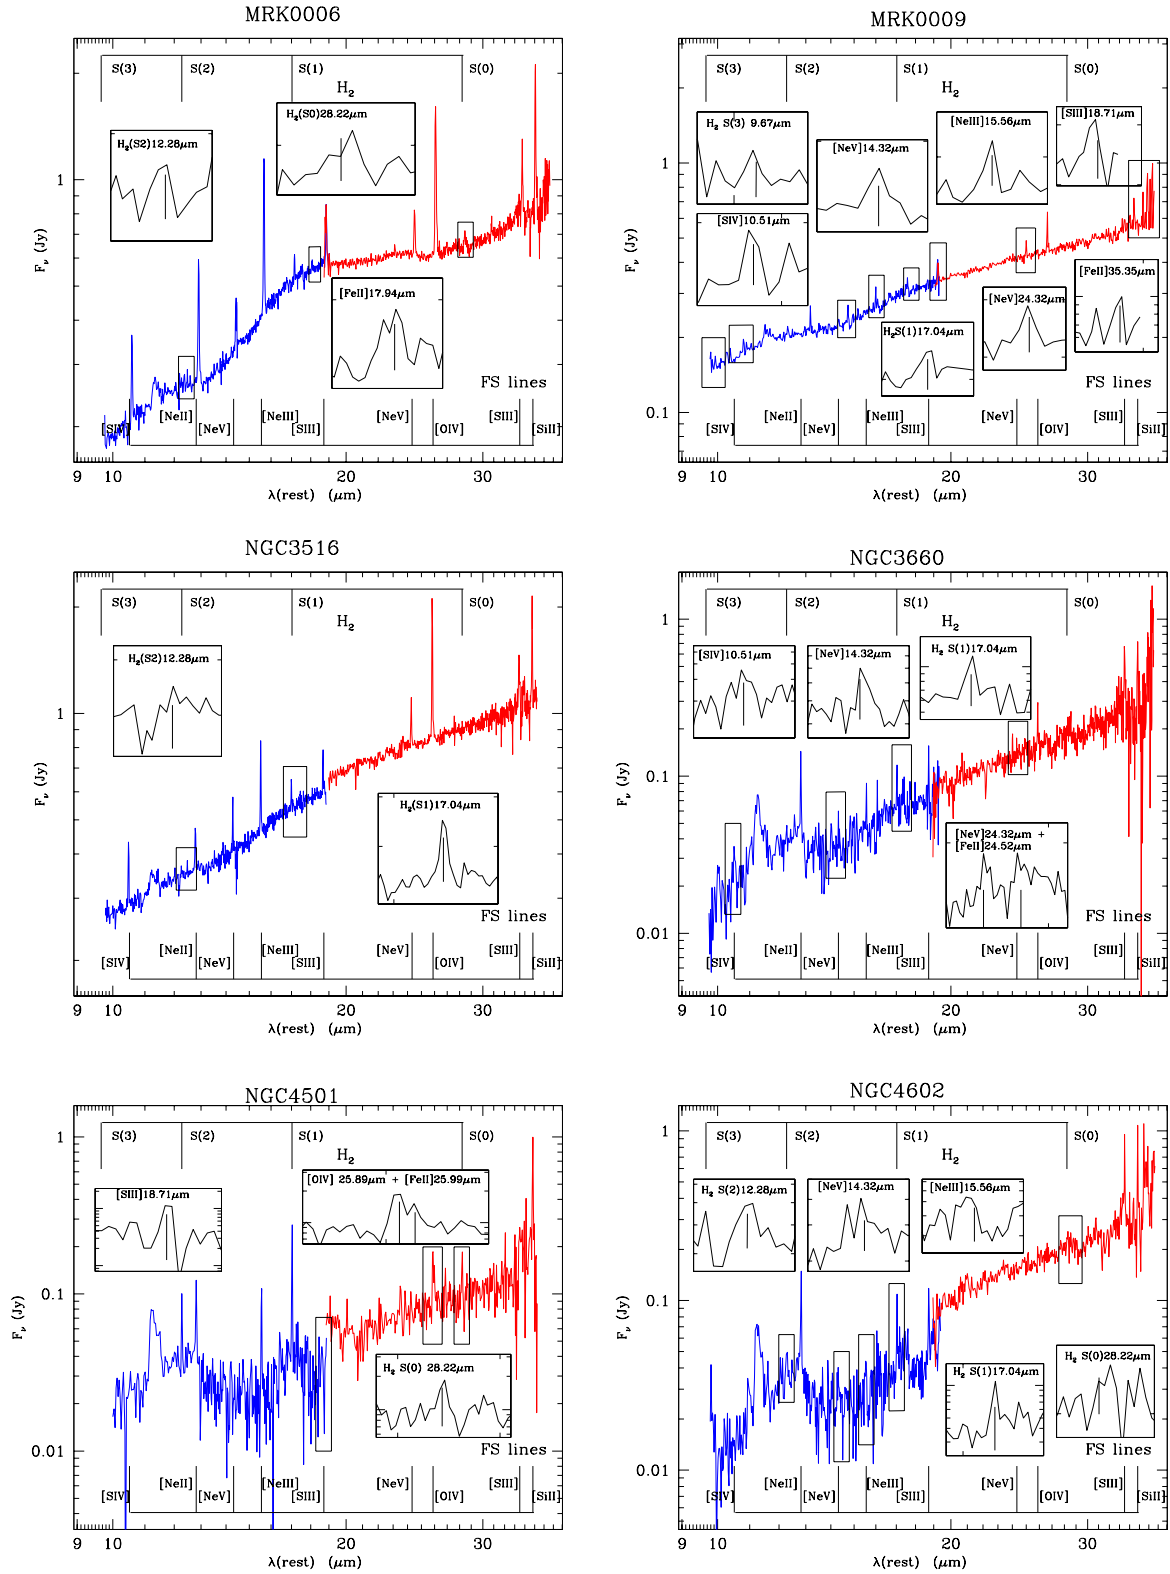 MRK0006
S(3) S(2) S(1) S(0)
H₂
H₂(S2)12.28μm
H₂(S0)28.22μm
[FeII]17.94μm
FS lines
[SIV] [NeII] [NeV] [NeIII] [SIII] [NeV] [OIV] [SIII] [SiII]
1
F_ν (Jy)
9 10 20 30
λ(rest) (μm)
MRK0009
S(3) S(2) S(1) S(0)
H₂
H₂ S(3) 9.67μm
[NeV]14.32μm
[NeIII]15.56μm
[SIII]18.71μm
[SIV]10.51μm
H₂S(1)17.04μm
[NeV]24.32μm
[FeII]35.35μm
FS lines
[SIV] [NeII] [NeV] [NeIII] [SIII] [NeV] [OIV] [SIII] [SiII]
1
0.1
F_ν (Jy)
9 10 20 30
λ(rest) (μm)
NGC3516
S(3) S(2) S(1) S(0)
H₂
H₂(S2)12.28μm
H₂(S1)17.04μm
FS lines
[SIV] [NeII] [NeV] [NeIII] [SIII] [NeV] [OIV] [SIII] [SiII]
1
F_ν (Jy)
9 10 20 30
λ(rest) (μm)
NGC3660
S(3) S(2) S(1) S(0)
H₂
[SIV]10.51μm
[NeV]14.32μm
H₂ S(1)17.04μm
[NeV]24.32μm +
[FeII]24.52μm
FS lines
[SIV] [NeII] [NeV] [NeIII] [SIII] [NeV] [OIV] [SIII] [SiII]
1
0.1
0.01
F_ν (Jy)
9 10 20 30
λ(rest) (μm)
NGC4501
S(3) S(2) S(1) S(0)
H₂
[SIII]18.71μm
[OIV] 25.89μm + [FeII]25.99μm
H₂ S(0) 28.22μm
FS lines
[SIV] [NeII] [NeV] [NeIII] [SIII] [NeV] [OIV] [SIII] [SiII]
1
0.1
0.01
F_ν (Jy)
9 10 20 30
λ(rest) (μm)
NGC4602
S(3) S(2) S(1) S(0)
H₂
H₂ S(2)12.28μm
[NeV]14.32μm
[NeIII]15.56μm
H₂ S(1)17.04μm
H₂ S(0)28.22μm
FS lines
[SIV] [NeII] [NeV] [NeIII] [SIII] [NeV] [OIV] [SIII] [SiII]
1
0.1
0.01
F_ν (Jy)
9 10 20 30
λ(rest) (μm)